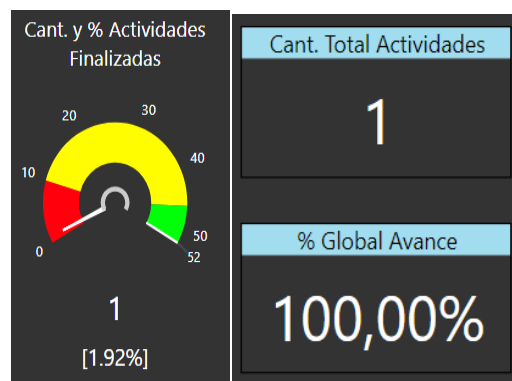 Cant. y % Actividades
Finalizadas
0
10
20
30
40
50
52
1
[1.92%]
Cant. Total Actividades
1
% Global Avance
100,00%